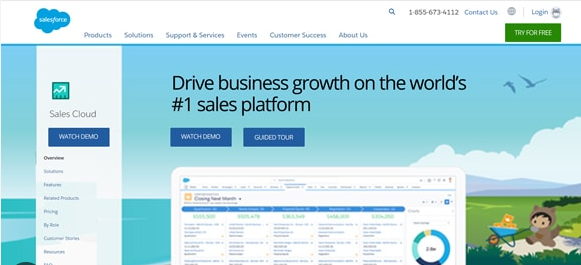 salesforce
1-855-673-4112 Contact Us Login
Products Solutions Support & Services Events Customer Success About Us
TRY FOR FREE
Sales Cloud
WATCH DEMO
Overview
Solutions
Features
Related Products
Pricing
By Role
Customer Stories
Resources
FAQ
Drive business growth on the world's
#1 sales platform
WATCH DEMO GUIDED TOUR
Closing Next Month